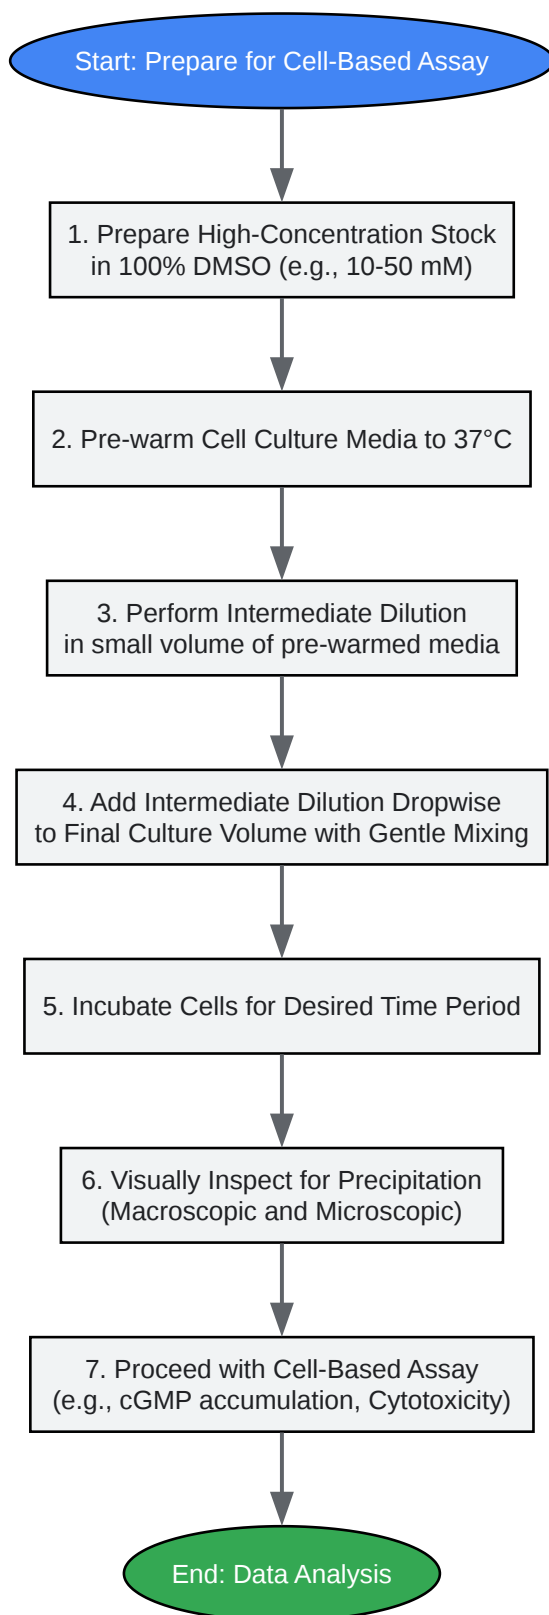 Start: Prepare for Cell-Based Assay
1. Prepare High-Concentration Stock
in 100% DMSO (e.g., 10-50 mM)
2. Pre-warm Cell Culture Media to 37°C
3. Perform Intermediate Dilution
in small volume of pre-warmed media
4. Add Intermediate Dilution Dropwise
to Final Culture Volume with Gentle Mixing
5. Incubate Cells for Desired Time Period
6. Visually Inspect for Precipitation
(Macroscopic and Microscopic)
7. Proceed with Cell-Based Assay
(e.g., cGMP accumulation, Cytotoxicity)
End: Data Analysis